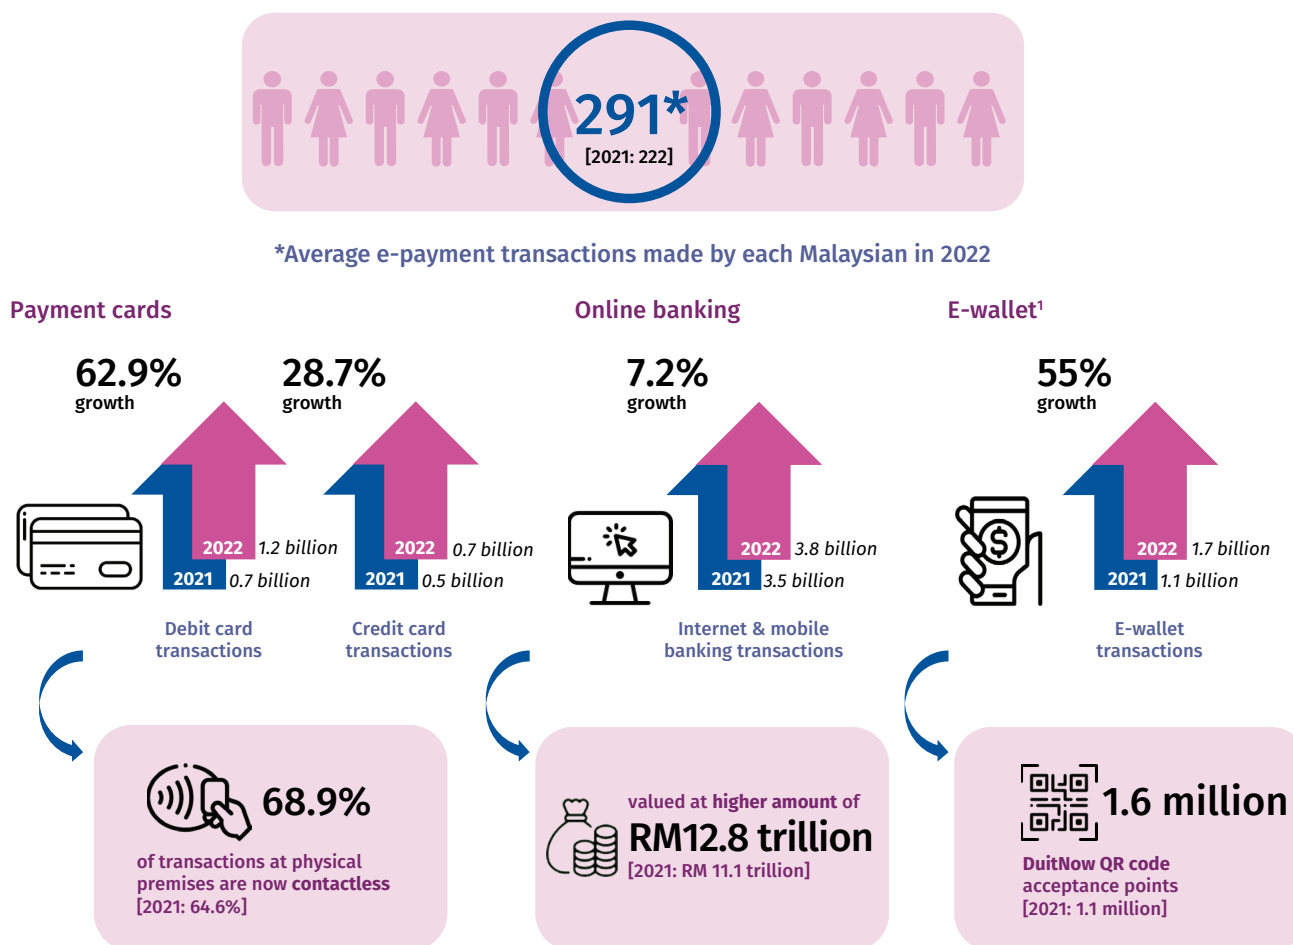 291*
[2021: 222]
*Average e-payment transactions made by each Malaysian in 2022
Payment cards
62.9%
growth
2022 1.2 billion
2021 0.7 billion
Debit card
transactions
28.7%
growth
2022 0.7 billion
2021 0.5 billion
Credit card
transactions
68.9%
of transactions at physical
premises are now contactless
[2021: 64.6%]
Online banking
7.2%
growth
2022 3.8 billion
2021 3.5 billion
Internet & mobile
banking transactions
valued at higher amount of
RM12.8 trillion
[2021: RM 11.1 trillion]
E-wallet¹
55%
growth
$
2022 1.7 billion
2021 1.1 billion
E-wallet
transactions
1.6 million
DuitNow QR code
acceptance points
[2021: 1.1 million]